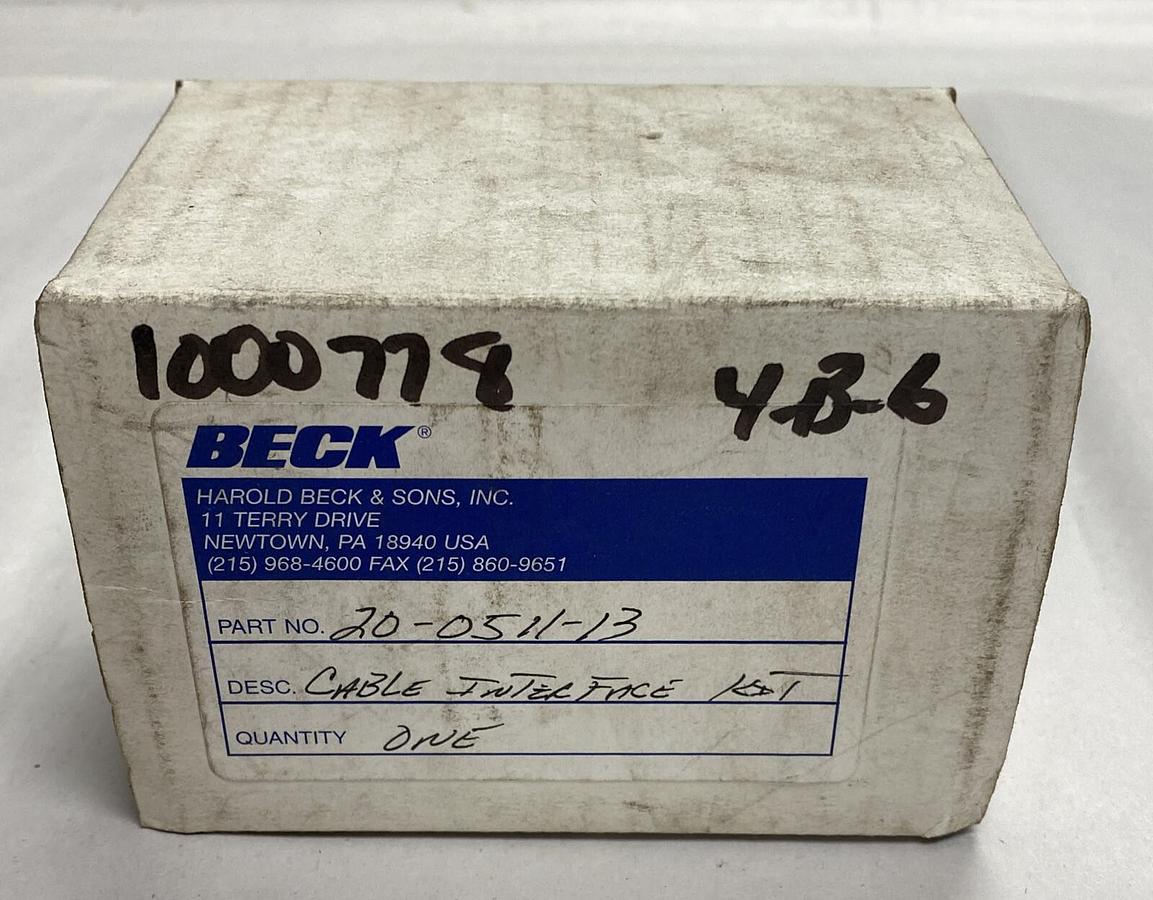 1000778 4B-6
BECK®
HAROLD BECK & SONS, INC.
11 TERRY DRIVE
NEWTOWN, PA 18940 USA
(215) 968-4600 FAX (215) 860-9651
PART NO. 20-0511-13
DESC. CABLE INTERFACE KIT
QUANTITY ONE